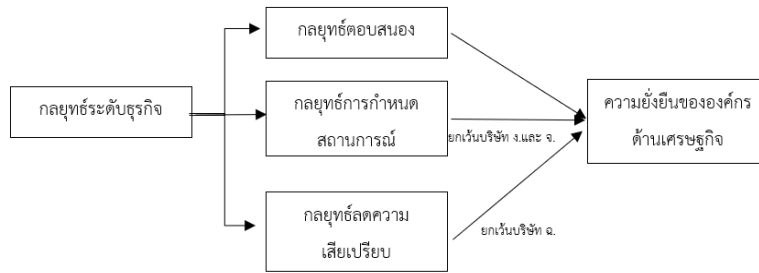 กลยุทธ์ตอบสนอง
กลยุทธ์ระดับธุรกิจ
กลยุทธ์การกำหนด
สถานการณ์
ความยั่งยืนขององค์กร
ด้านเศรษฐกิจ
ยกเว้นบริษัท ง.และ จ.
กลยุทธ์ลดความ
เสียเปรียบ
ยกเว้นบริษัท ฉ.